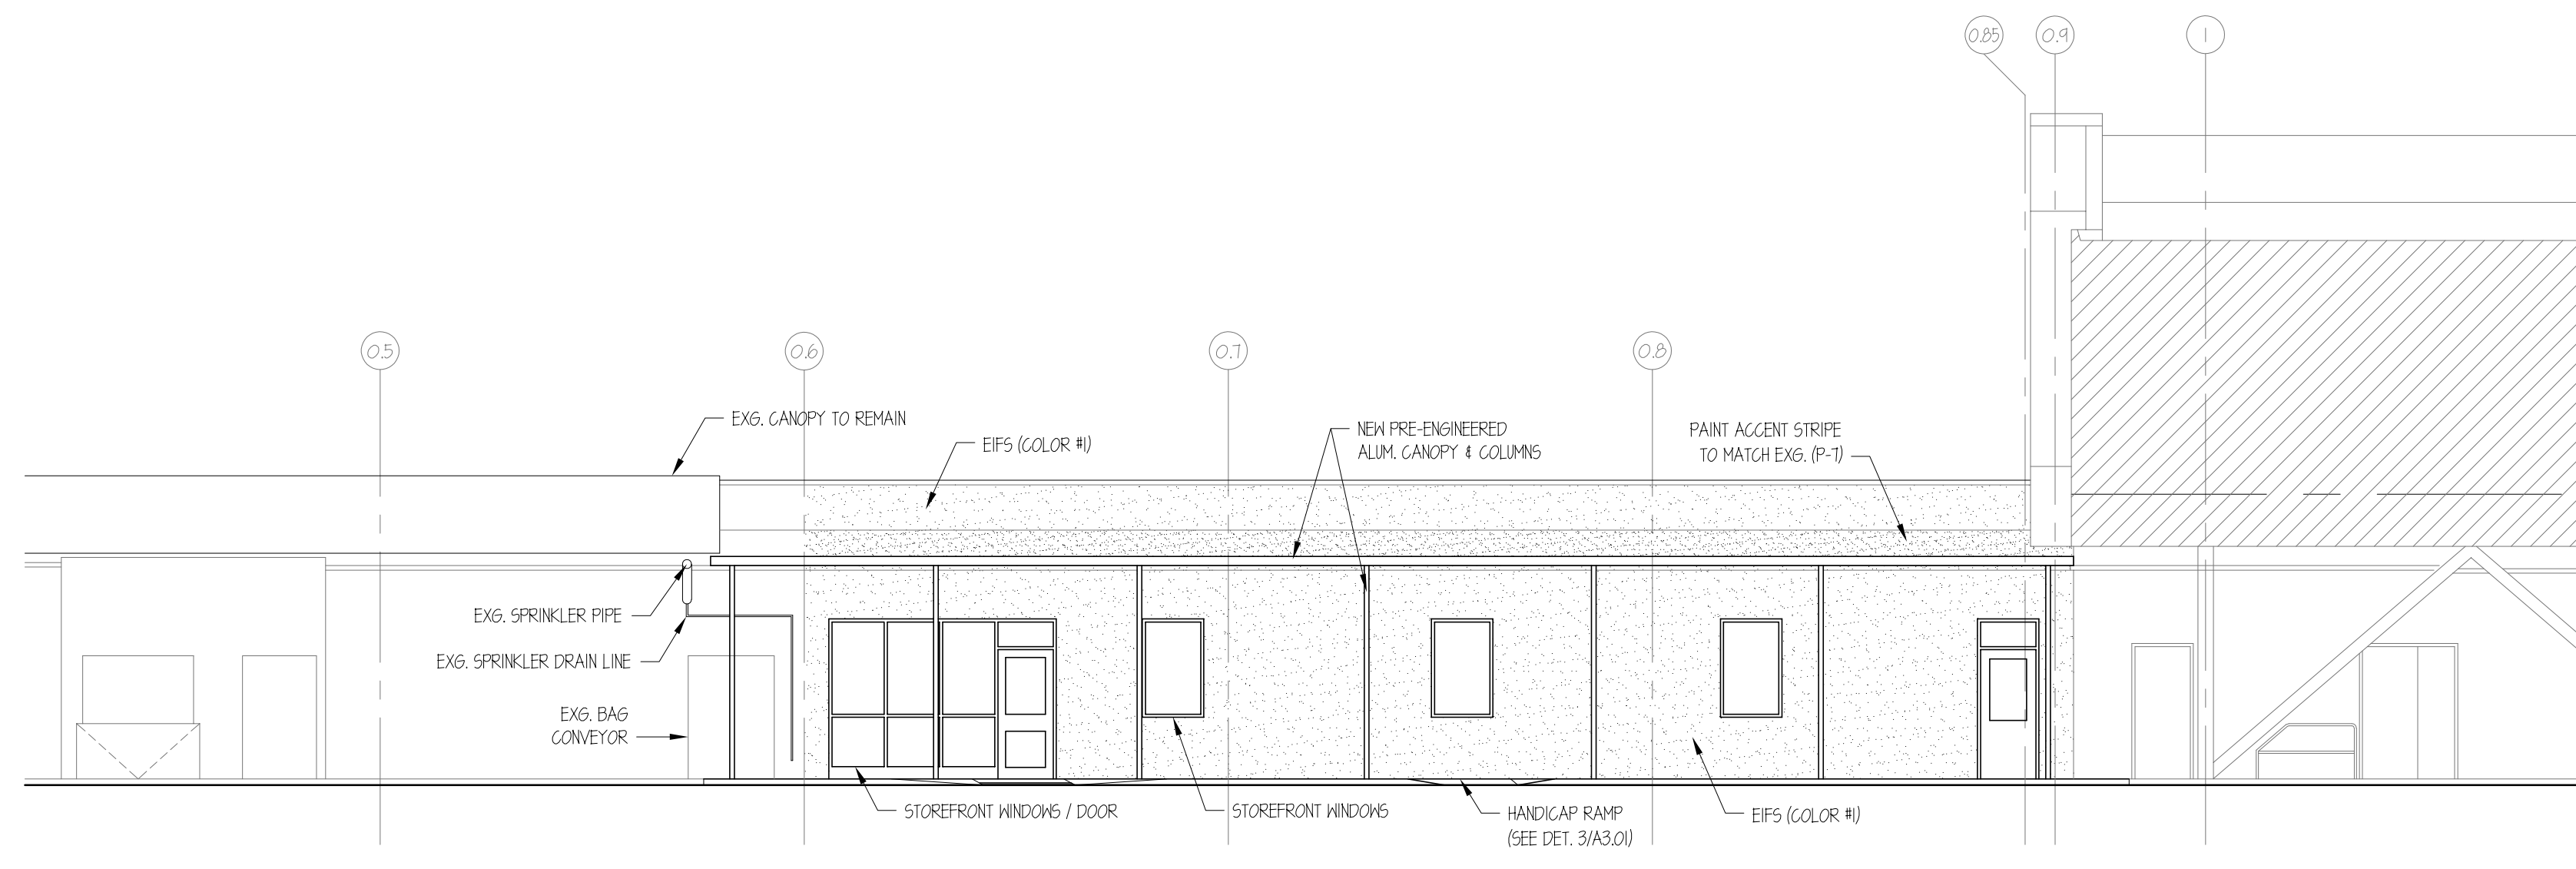 0.85
0.9
1
0.5
0.6
0.7
0.8
EXG. CANOPY TO REMAIN
EIFS (COLOR #1)
NEW PRE-ENGINEERED
ALUM. CANOPY & COLUMNS
PAINT ACCENT STRIPE
TO MATCH EXG. (P-7)
EXG. SPRINKLER PIPE
EXG. SPRINKLER DRAIN LINE
EXG. BAG
CONVEYOR
STOREFRONT WINDOWS / DOOR
STOREFRONT WINDOWS
HANDICAP RAMP
(SEE DET. 3/A3.01)
EIFS (COLOR #1)